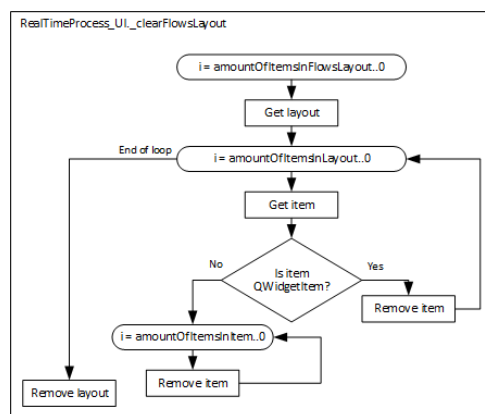 RealTimeProcess_UI._clearFlowsLayout
i = amountOfItemsInFlowsLayout..0
Get layout
End of loop
i = amountOfItemsInLayout..0
Get item
No
Is item
QWidgetItem?
Yes
Remove item
i = amountOfItemsInItem..0
Remove item
Remove layout